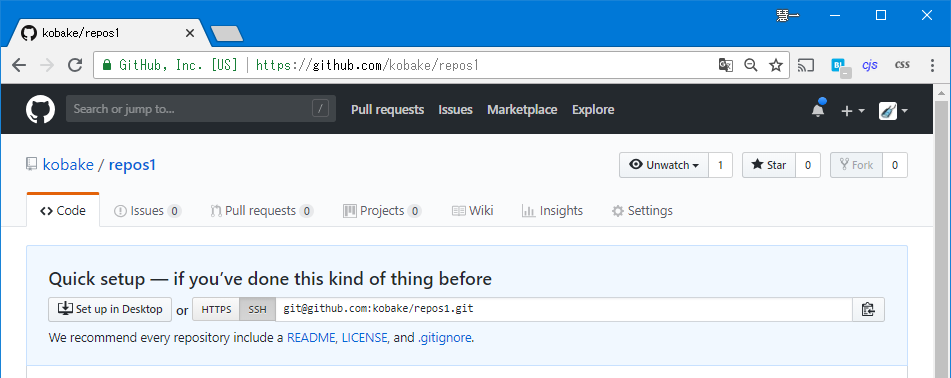 慧一
kobake/repos1
GitHub, Inc. [US] | https://github.com/kobake/repos1
B! cjs css
Search or jump to... / Pull requests Issues Marketplace Explore
kobake / repos1 Unwatch 1 Star 0 Fork 0
Code Issues 0 Pull requests 0 Projects 0 Wiki Insights Settings
Quick setup — if you’ve done this kind of thing before
Set up in Desktop or HTTPS SSH git@github.com:kobake/repos1.git
We recommend every repository include a README, LICENSE, and .gitignore.